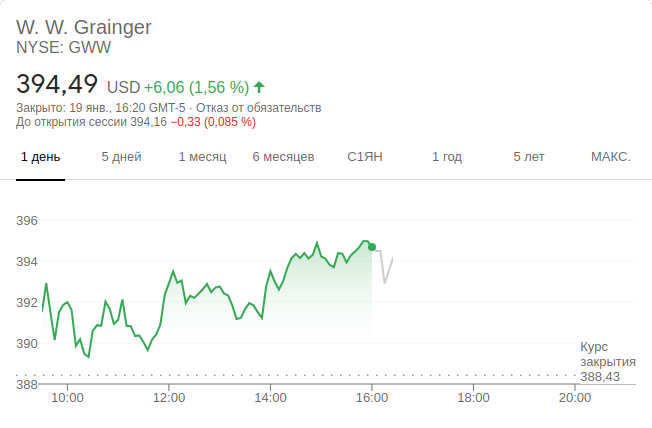 W. W. Grainger
NYSE: GWW
394,49 USD +6,06 (1,56 %)
Закрыто: 19 янв., 16:20 GMT-5 · Отказ от обязательств
До открытия сессии 394,16 −0,33 (0,085 %)
1 день 5 дней 1 месяц 6 месяцев С1ЯН 1 год 5 лет МАКС.
396
394
392
390
Курс
закрытия
388,43
388
10:00 12:00 14:00 16:00 18:00 20:00